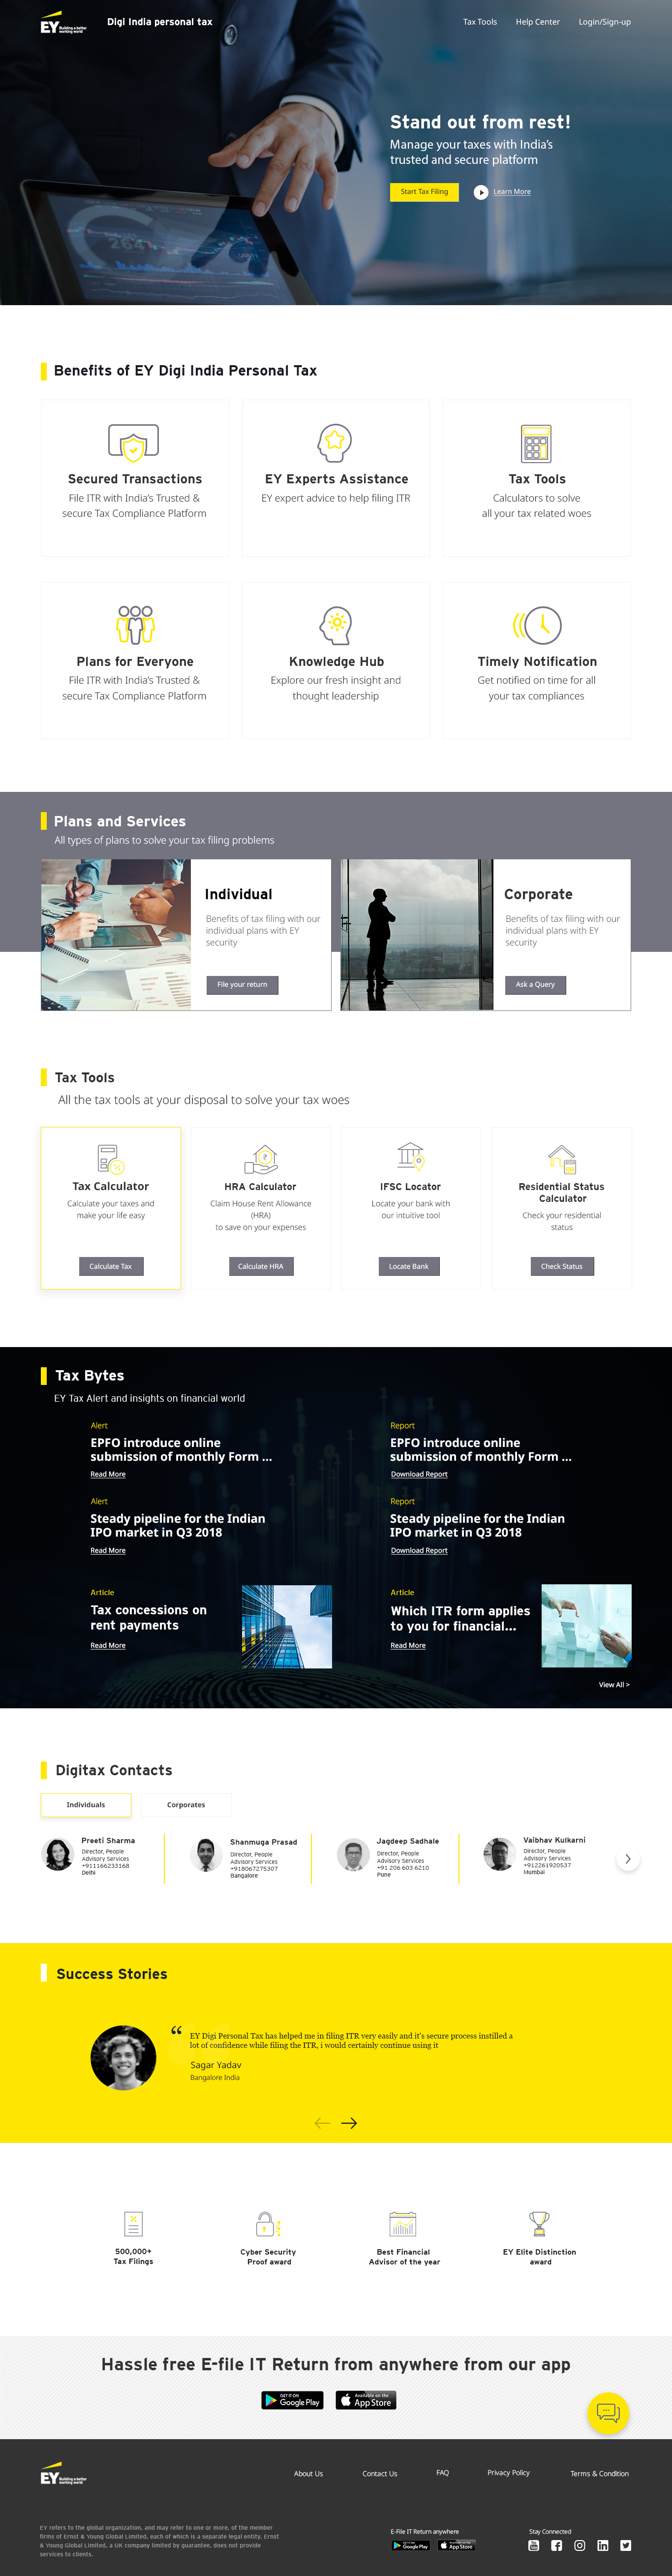 EY Building a better
working world
Digi India personal tax
Tax Tools
Help Center
Login/Sign-up
Stand out from rest!
Manage your taxes with India's
trusted and secure platform
Start Tax Filing
Learn More
Benefits of EY Digi India Personal Tax
Secured Transactions
File ITR with India's Trusted &
secure Tax Compliance Platform
EY Experts Assistance
EY expert advice to help filing ITR
Tax Tools
Calculators to solve
all your tax related woes
Plans for Everyone
File ITR with India's Trusted &
secure Tax Compliance Platform
Knowledge Hub
Explore our fresh insight and
thought leadership
Timely Notification
Get notified on time for all
your tax compliances
Plans and Services
All types of plans to solve your tax filing problems
Individual
Benefits of tax filing with our
individual plans with EY
security
File your return
Corporate
Benefits of tax filing with our
individual plans with EY
security
Ask a Query
Tax Tools
All the tax tools at your disposal to solve your tax woes
Tax Calculator
Calculate your taxes and
make your life easy
Calculate Tax
HRA Calculator
Claim House Rent Allowance
(HRA)
to save on your expenses
Calculate HRA
IFSC Locator
Locate your bank with
our intuitive tool
Locate Bank
Residential Status
Calculator
Check your residential
status
Check Status
Tax Bytes
EY Tax Alert and insights on financial world
Alert
EPFO introduce online
submission of monthly Form ...
Read More
Report
EPFO introduce online
submission of monthly Form ...
Download Report
Alert
Steady pipeline for the Indian
IPO market in Q3 2018
Read More
Report
Steady pipeline for the Indian
IPO market in Q3 2018
Download Report
Article
Tax concessions on
rent payments
Read More
Article
Which ITR form applies
to you for financial...
Read More
View All >
Digitax Contacts
Individuals
Corporates
Preeti Sharma
Director, People
Advisory Services
+911166233168
Delhi
Shanmuga Prasad
Director, People
Advisory Services
+918067275307
Bangalore
Jagdeep Sadhale
Director, People
Advisory Services
+91 206 603 6210
Pune
Vaibhav Kulkarni
Director, People
Advisory Services
+912261920537
Mumbai
Success Stories
“ EY Digi Personal Tax has helped me in filing ITR very easily and it's secure process instilled a
lot of confidence while filing the ITR, i would certainly continue using it
Sagar Yadav
Bangalore India
500,000+
Tax Filings
Cyber Security
Proof award
Best Financial
Advisor of the year
EY Elite Distinction
award
Hassle free E-file IT Return from anywhere from our app
GET IT ON
Google Play
Available on the
App Store
EY Building a better
working world
About Us
Contact Us
FAQ
Privacy Policy
Terms & Condition
EY refers to the global organization, and may refer to one or more, of the member
firms of Ernst & Young Global Limited, each of which is a separate legal entity. Ernst
& Young Global Limited, a UK company limited by guarantee, does not provide
services to clients.
E-File IT Return anywhere
GET IT ON
Google Play
Available on the
App Store
Stay Connected